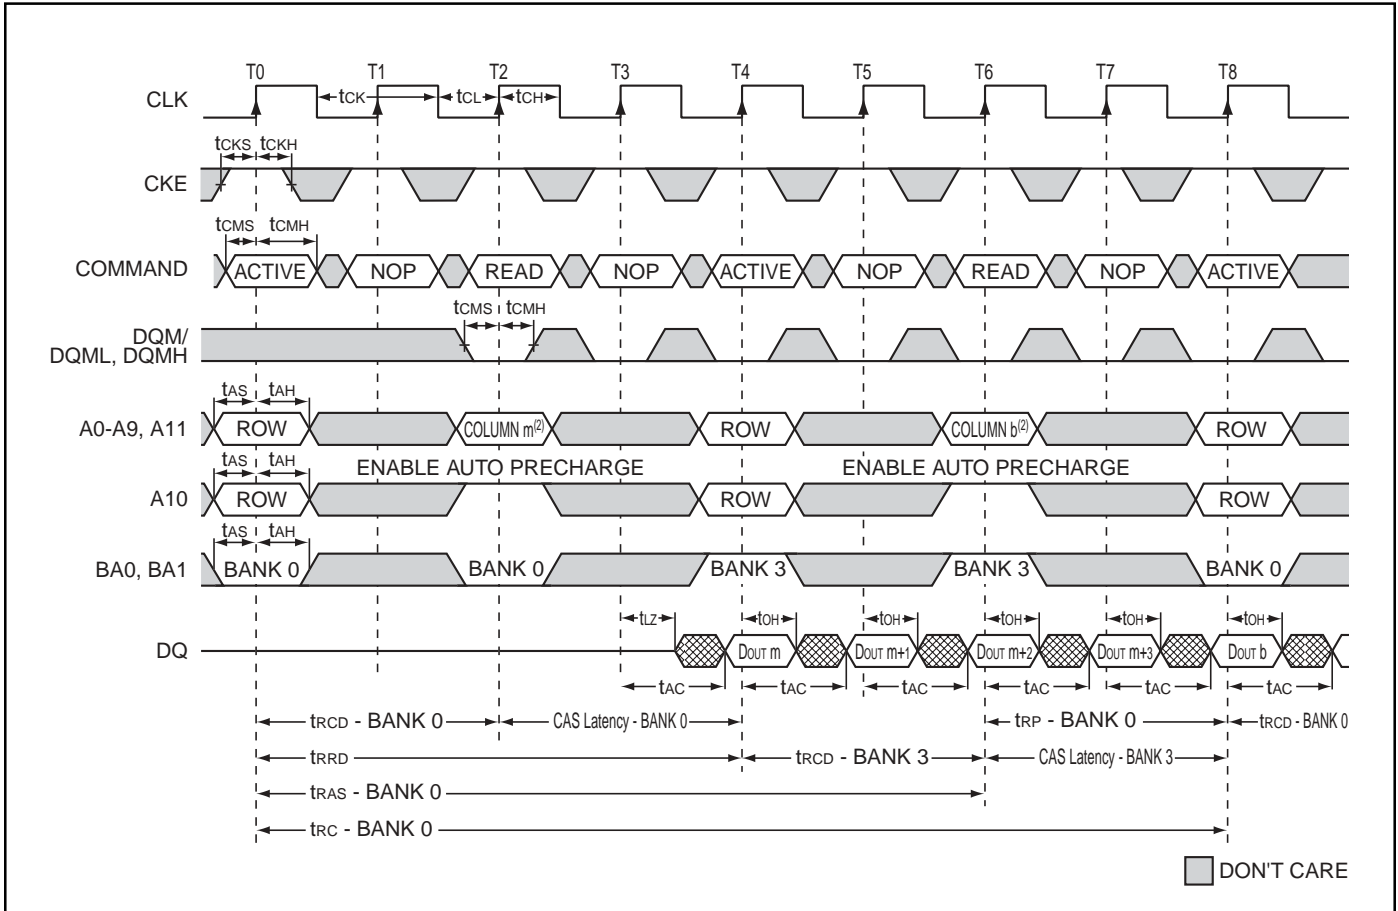 T0 T1 T2 T3 T4 T5 T6 T7 T8
CLK tCK tCL tCH
tCKS tCKH
CKE
tCMS tCMH
COMMAND ACTIVE NOP READ NOP ACTIVE NOP READ NOP ACTIVE
tCMS tCMH
DQM/
DQML, DQMH
tAS tAH
A0-A9, A11 ROW COLUMN m(2) ROW COLUMN b(2) ROW
tAS tAH ENABLE AUTO PRECHARGE ENABLE AUTO PRECHARGE
A10 ROW ROW ROW
tAS tAH
BA0, BA1 BANK 0 BANK 0 BANK 3 BANK 3 BANK 0
tLZ tOH tOH tOH tOH tOH
DQ DOUT m DOUT m+1 DOUT m+2 DOUT m+3 DOUT b
tAC tAC tAC tAC tAC tAC
tRCD - BANK 0 CAS Latency - BANK 0 tRP - BANK 0 tRCD - BANK 0
tRRD tRCD - BANK 3 CAS Latency - BANK 3
tRAS - BANK 0
tRC - BANK 0
DON'T CARE